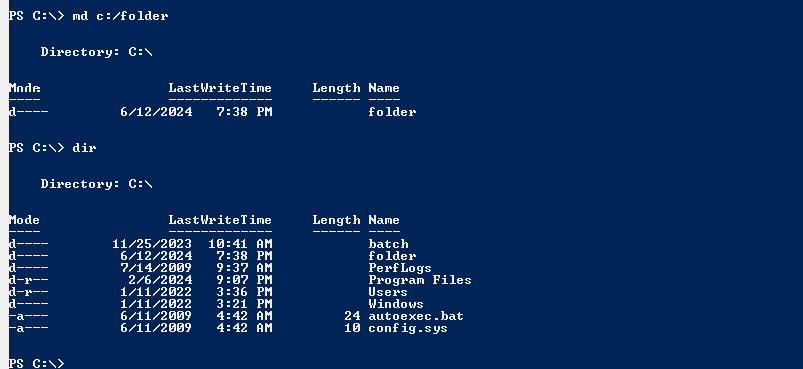 PS C:\> md c:/folder
Directory: C:\
Mode                LastWriteTime     Length Name
----                -------------     ------ ----
d----         6/12/2024   7:38 PM            folder
PS C:\> dir
Directory: C:\
Mode                LastWriteTime     Length Name
----                -------------     ------ ----
d----        11/25/2023  10:41 AM            batch
d----         6/12/2024   7:38 PM            folder
d----         7/14/2009   9:37 AM            PerfLogs
d-r--          2/6/2024   9:07 PM            Program Files
d-r--         1/11/2022   3:36 PM            Users
d----         1/11/2022   3:21 PM            Windows
-a---         6/11/2009   4:42 AM         24 autoexec.bat
-a---         6/11/2009   4:42 AM         10 config.sys
PS C:\>